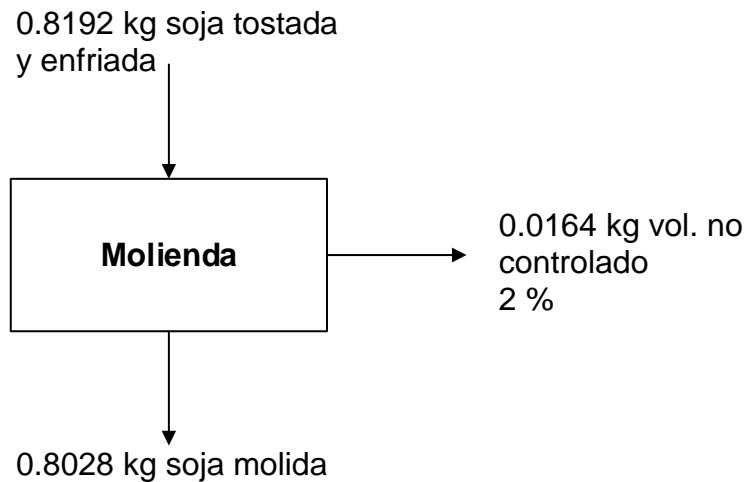 0.8192 kg soja tostada
y enfriada
Molienda
0.0164 kg vol. no
controlado
2 %
0.8028 kg soja molida